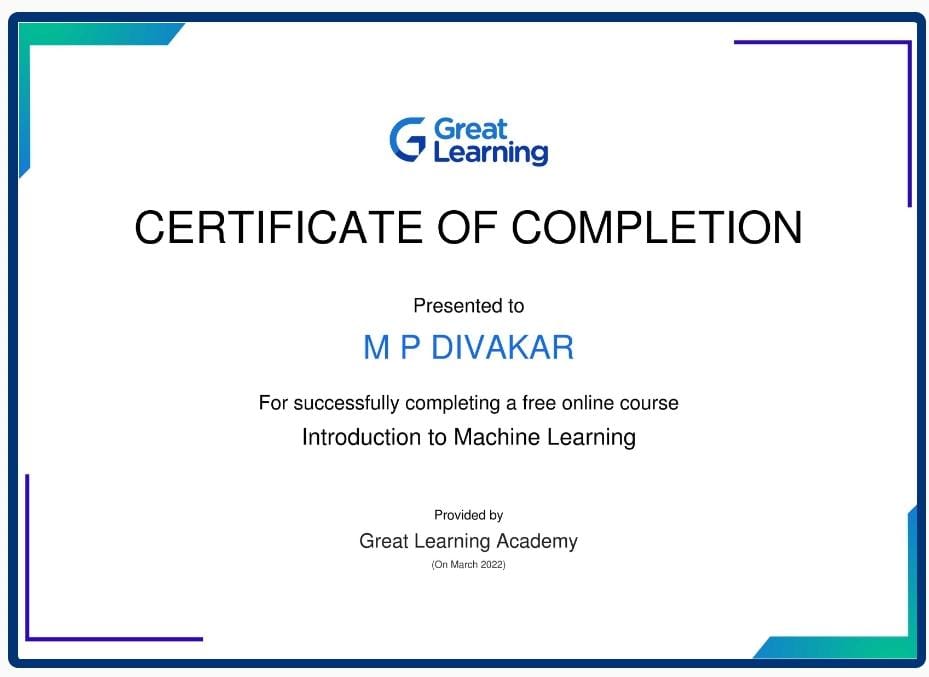 Great
Learning
CERTIFICATE OF COMPLETION
Presented to
M P DIVAKAR
For successfully completing a free online course
Introduction to Machine Learning
Provided by
Great Learning Academy
(On March 2022)